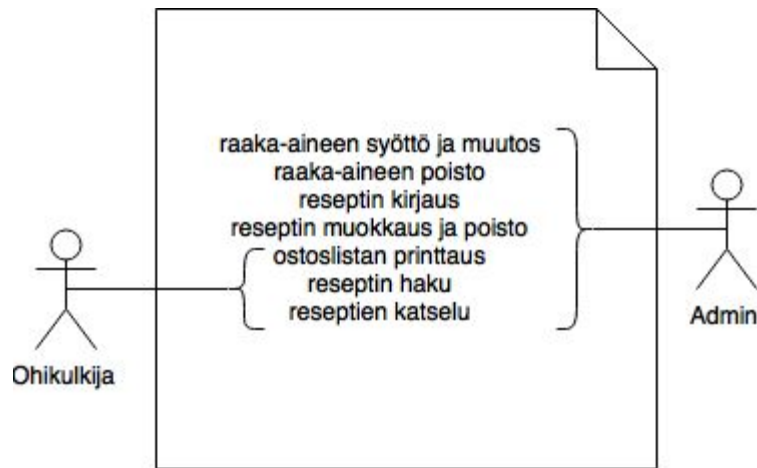 raaka-aineen syöttö ja muutos
raaka-aineen poisto
reseptin kirjaus
reseptin muokkaus ja poisto
ostoslistan printtaus
reseptin haku
reseptien katselu
Ohikulkija
Admin